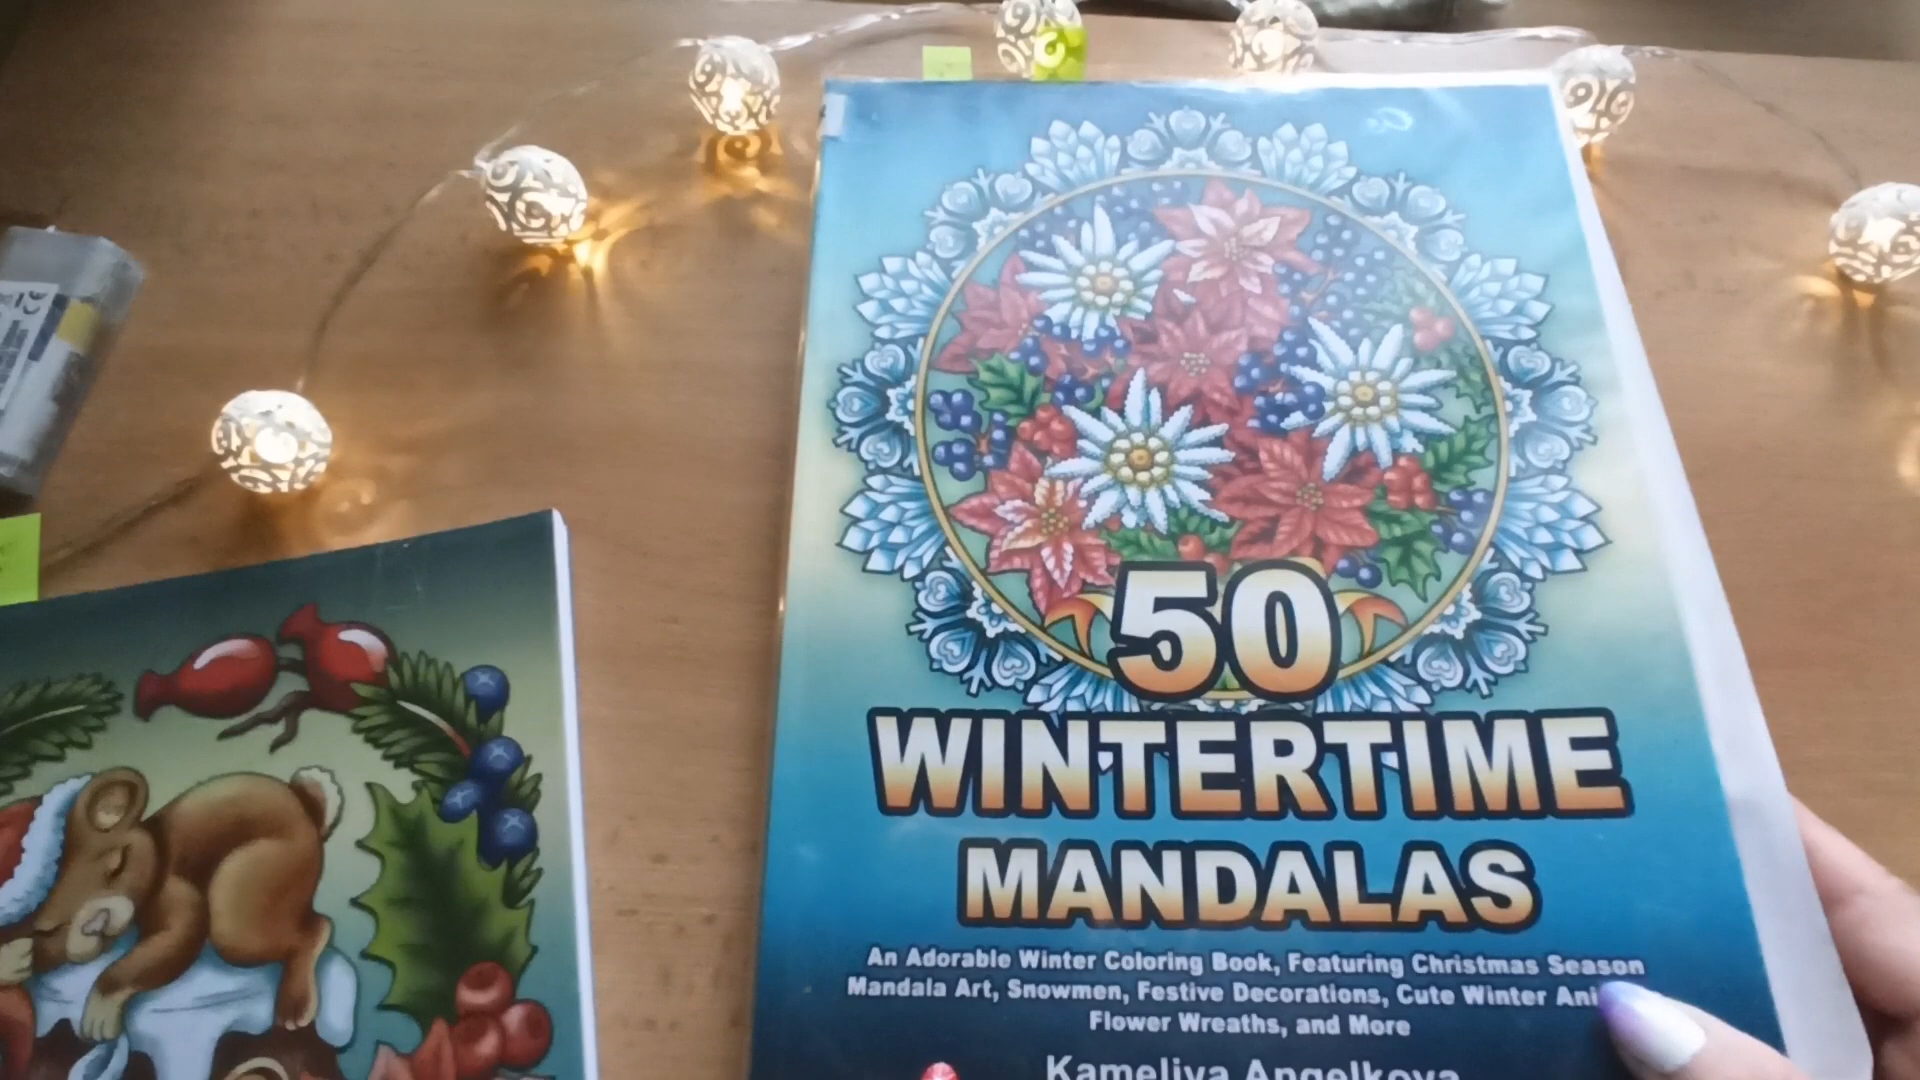 50
WINTERTIME
MANDALAS
An Adorable Winter Coloring Book, Featuring Christmas Season
Mandala Art, Snowmen, Festive Decorations, Cute Winter Ani
Flower Wreaths, and More
Kameliya Angelkova